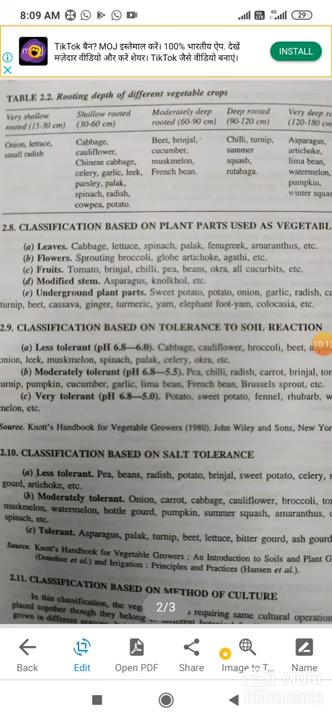 8:09 AM
29
TikTok बैन? MOJ इस्तेमाल करें। 100% भारतीय ऐप. देखें
मज़ेदार वीडियो और करें शेयर। TikTok जैसे वीडियो बनाएं।
INSTALL
TABLE 2.2. Rooting depth of different vegetable crops
Very shallow rooted (15-30 cm) Shallow rooted (30-60 cm) Moderately deep rooted (60-90 cm) Deep rooted (90-120 cm) Very deep (120-180 cm
Onion, lettuce, small radish
Cabbage, cauliflower, Chinese cabbage, celery, garlic, leek, parsley, palak, spinach, radish, cowpea, potato.
Beet, brinjal, cucumber, muskmelon, French bean.
Chilli, turnip, summer squash, rutabaga.
Asparagus, artichoke, lima bean, watermelon, pumpkin, winter
2.8. CLASSIFICATION BASED ON PLANT PARTS USED AS
(a) Leaves. Cabbage, lettuce, spinach, palak, fenugreek, amaranthus, etc.
(b) Flowers. Sprouting broccoli, globe artichoke, agathi, etc.
(c) Fruits. Tomato, brinjal, chilli, pea, beans, okra, all cucurbits, etc.
(d) Modified stem. Asparagus, knolkhol, etc.
(e) Underground plant parts. Sweet potato, potato, onion, garlic, radish,
turnip, beet, cassava, ginger, turmeric, yam, elephant foot-yam, colocasia, etc.
2.9. CLASSIFICATION BASED ON TOLERANCE TO SOIL REACTION
(a) Less tolerant (pH 6.8—6.0). Cabbage, cauliflower, broccoli, beet,
onion, leek, muskmelon, spinach, palak, celery, okra, etc.
(b) Moderately tolerant (pH 6.8—5.5). Pea, chilli, radish, carrot, brinjal,
turnip, pumpkin, cucumber, garlic, lima bean, French bean, Brussels sprout, etc.
(c) Very tolerant (pH 6.8—5.0). Potato, sweet potato, fennel, rhubarb,
melon, etc.
Source. Knott's Handbook for Vegetable Growers (1980). John Wiley and Sons, New
2.10. CLASSIFICATION BASED ON SALT TOLERANCE
(a) Less tolerant. Pea, beans, radish, potato, brinjal, sweet potato, celery,
gourd, artichoke, etc.
(b) Moderately tolerant. Onion, carrot, cabbage, cauliflower, broccoli,
muskmelon, watermelon, bottle gourd, pumpkin, summer squash, amaranthus,
spinach, etc.
(c) Tolerant. Asparagus, palak, turnip, beet, lettuce, bitter gourd, ash gourd
Source. Knott's Handbook for Vegetable Growers : An Introduction to Soils and Plant
(Donohue et al.) and Irrigation : Principles and Practices (Hansen et al.).
2.11. CLASSIFICATION BASED ON METHOD OF CULTURE
In this classification, the requiring same cultural
placed together though they belong
grown in different
2/3
Back
Edit
Open PDF
Share
Image to T...
Name
MOBI
RECORDER